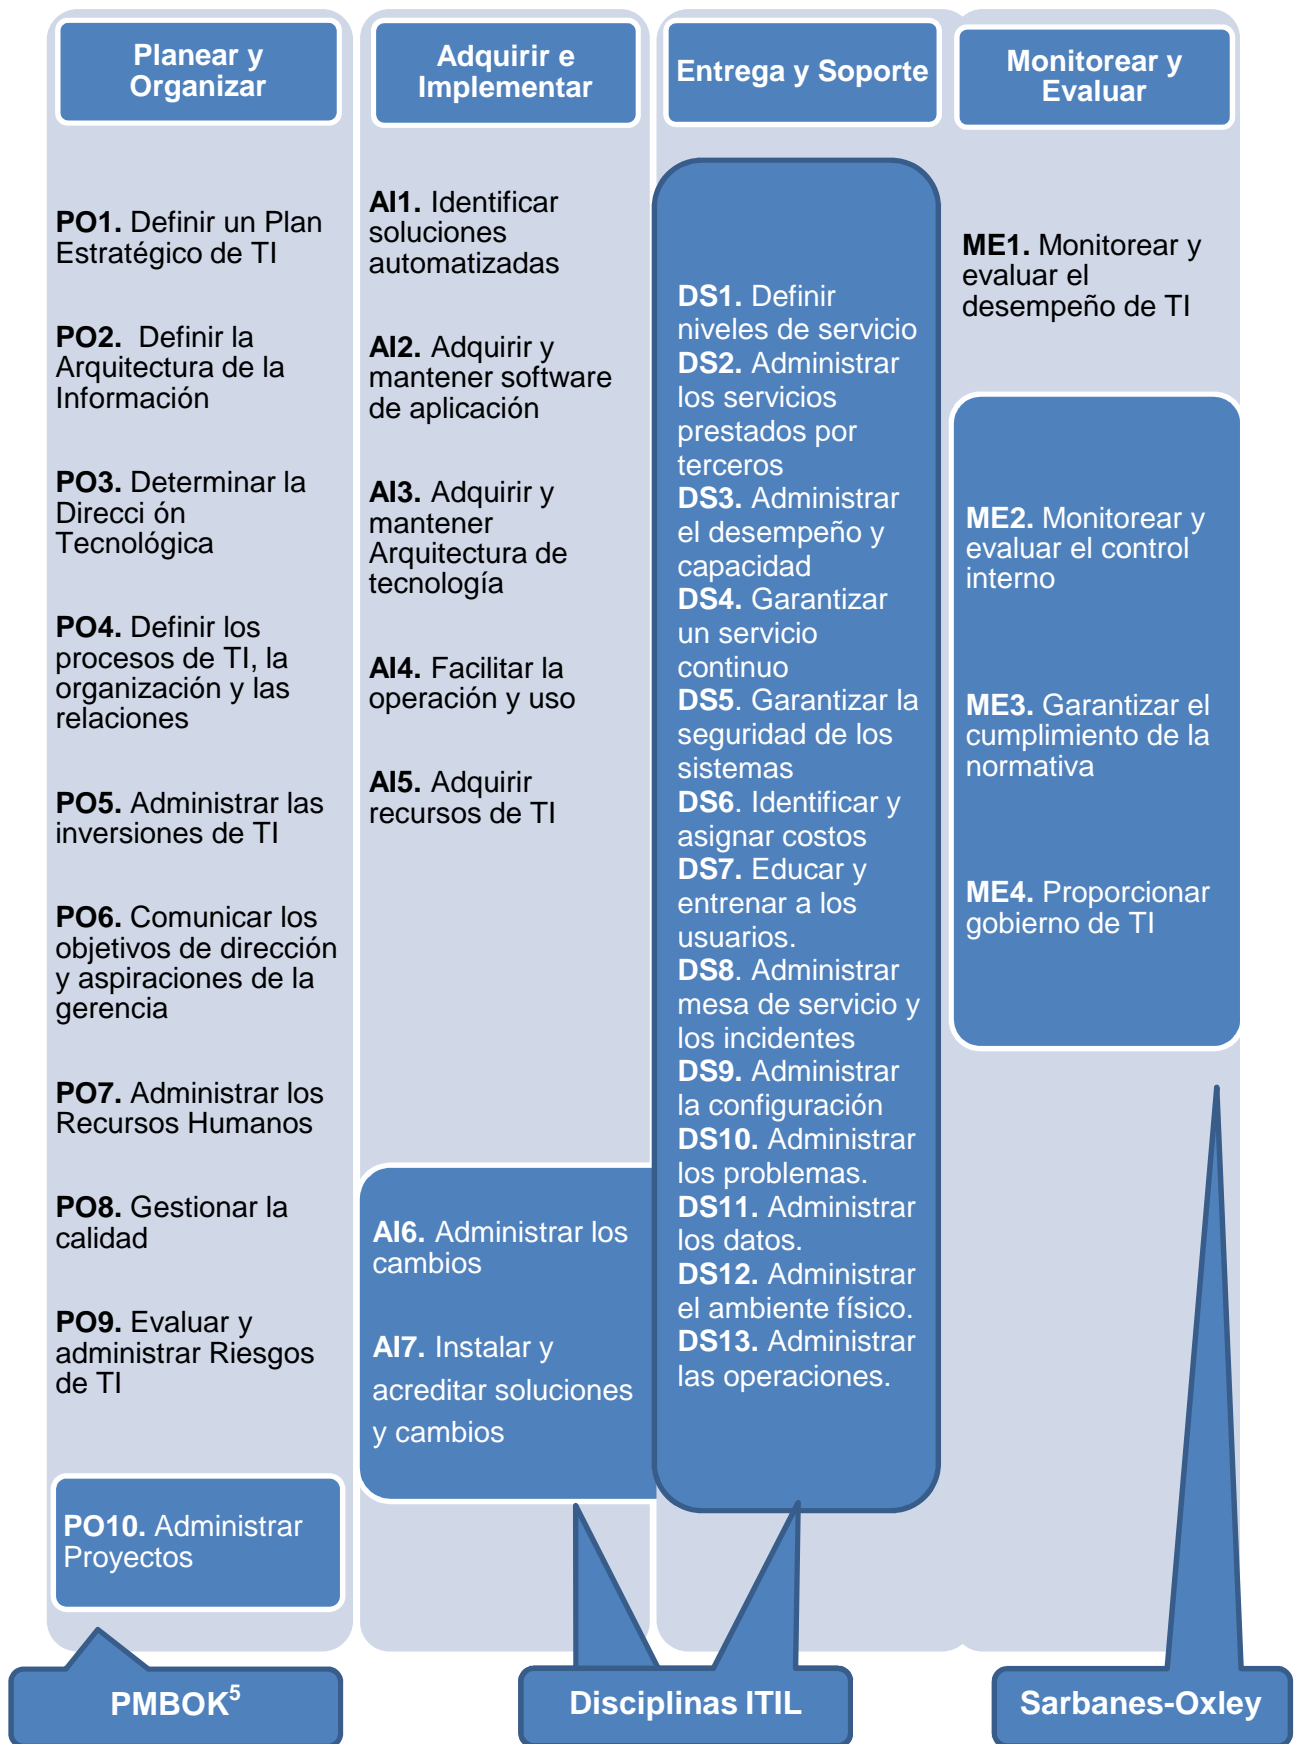 Planear y
Organizar
PO1. Definir un Plan
Estratégico de TI
PO2.  Definir la
Arquitectura de la
Información
PO3. Determinar la
Direcci ón
Tecnológica
PO4. Definir los
procesos de TI, la
organización y las
relaciones
PO5. Administrar las
inversiones de TI
PO6. Comunicar los
objetivos de dirección
y aspiraciones de la
gerencia
PO7. Administrar los
Recursos Humanos
PO8. Gestionar la
calidad
PO9. Evaluar y
administrar Riesgos
de TI
PO10. Administrar
Proyectos
PMBOK⁵
Adquirir e
Implementar
AI1. Identificar
soluciones
automatizadas
AI2. Adquirir y
mantener software
de aplicación
AI3. Adquirir y
mantener
Arquitectura de
tecnología
AI4. Facilitar la
operación y uso
AI5. Adquirir
recursos de TI
AI6. Administrar los
cambios
AI7. Instalar y
acreditar soluciones
y cambios
Entrega y Soporte
DS1. Definir
niveles de servicio
DS2. Administrar
los servicios
prestados por
terceros
DS3. Administrar
el desempeño y
capacidad
DS4. Garantizar
un servicio
continuo
DS5. Garantizar la
seguridad de los
sistemas
DS6. Identificar y
asignar costos
DS7. Educar y
entrenar a los
usuarios.
DS8. Administrar
mesa de servicio y
los incidentes
DS9. Administrar
la configuración
DS10. Administrar
los problemas.
DS11. Administrar
los datos.
DS12. Administrar
el ambiente físico.
DS13. Administrar
las operaciones.
Disciplinas ITIL
Monitorear y
Evaluar
ME1. Monitorear y
evaluar el
desempeño de TI
ME2. Monitorear y
evaluar el control
interno
ME3. Garantizar el
cumplimiento de la
normativa
ME4. Proporcionar
gobierno de TI
Sarbanes-Oxley